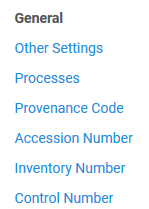 General
Other Settings
Processes
Provenance Code
Accession Number
Inventory Number
Control Number